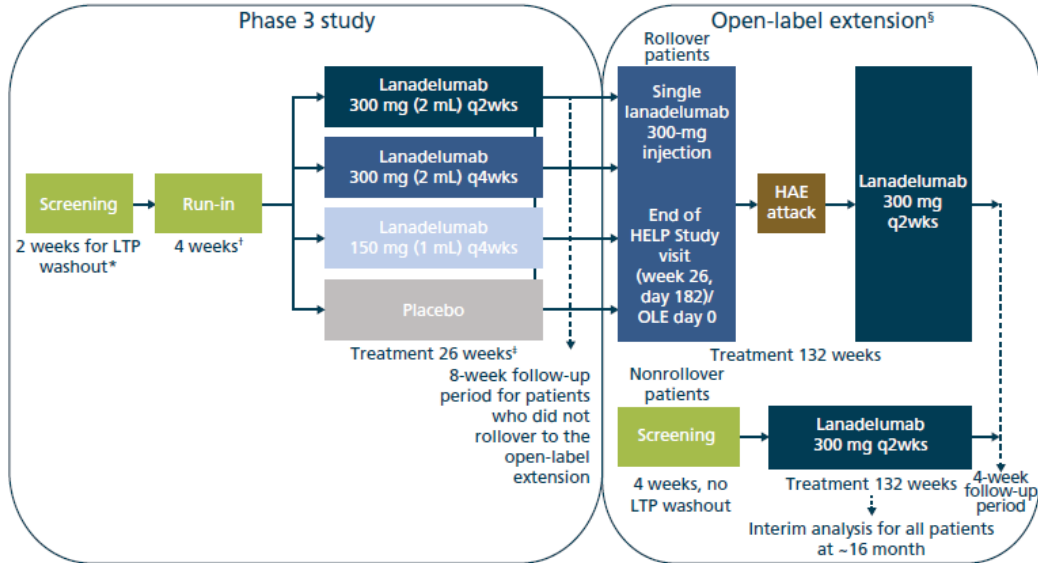 Phase 3 study
Screening
2 weeks for LTP
washout*
Run-in
4 weeks†
Lanadelumab
300 mg (2 mL) q2wks
Lanadelumab
300 mg (2 mL) q4wks
Lanadelumab
150 mg (1 mL) q4wks
Placebo
Treatment 26 weeks‡
8-week follow-up
period for patients
who did not
rollover to the
open-label
extension
Open-label extension§
Rollover
patients
Single
lanadelumab
300-mg
injection
End of
HELP Study
visit
(week 26,
day 182)/
OLE day 0
HAE
attack
Lanadelumab
300 mg
q2wks
Treatment 132 weeks
Nonrollover
patients
Screening
4 weeks, no
LTP washout
Lanadelumab
300 mg q2wks
Treatment 132 weeks
4-week
follow-up
period
Interim analysis for all patients
at ~16 month